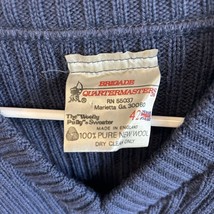 BRIGADE
QUARTERMASTERS
RN 55037
Marietta Ga. 30060
The "Woolly
Pully" Sweater
42
MADE IN ENGLAND
100% PURE NEW WOOL
DRY CLEAN ONLY